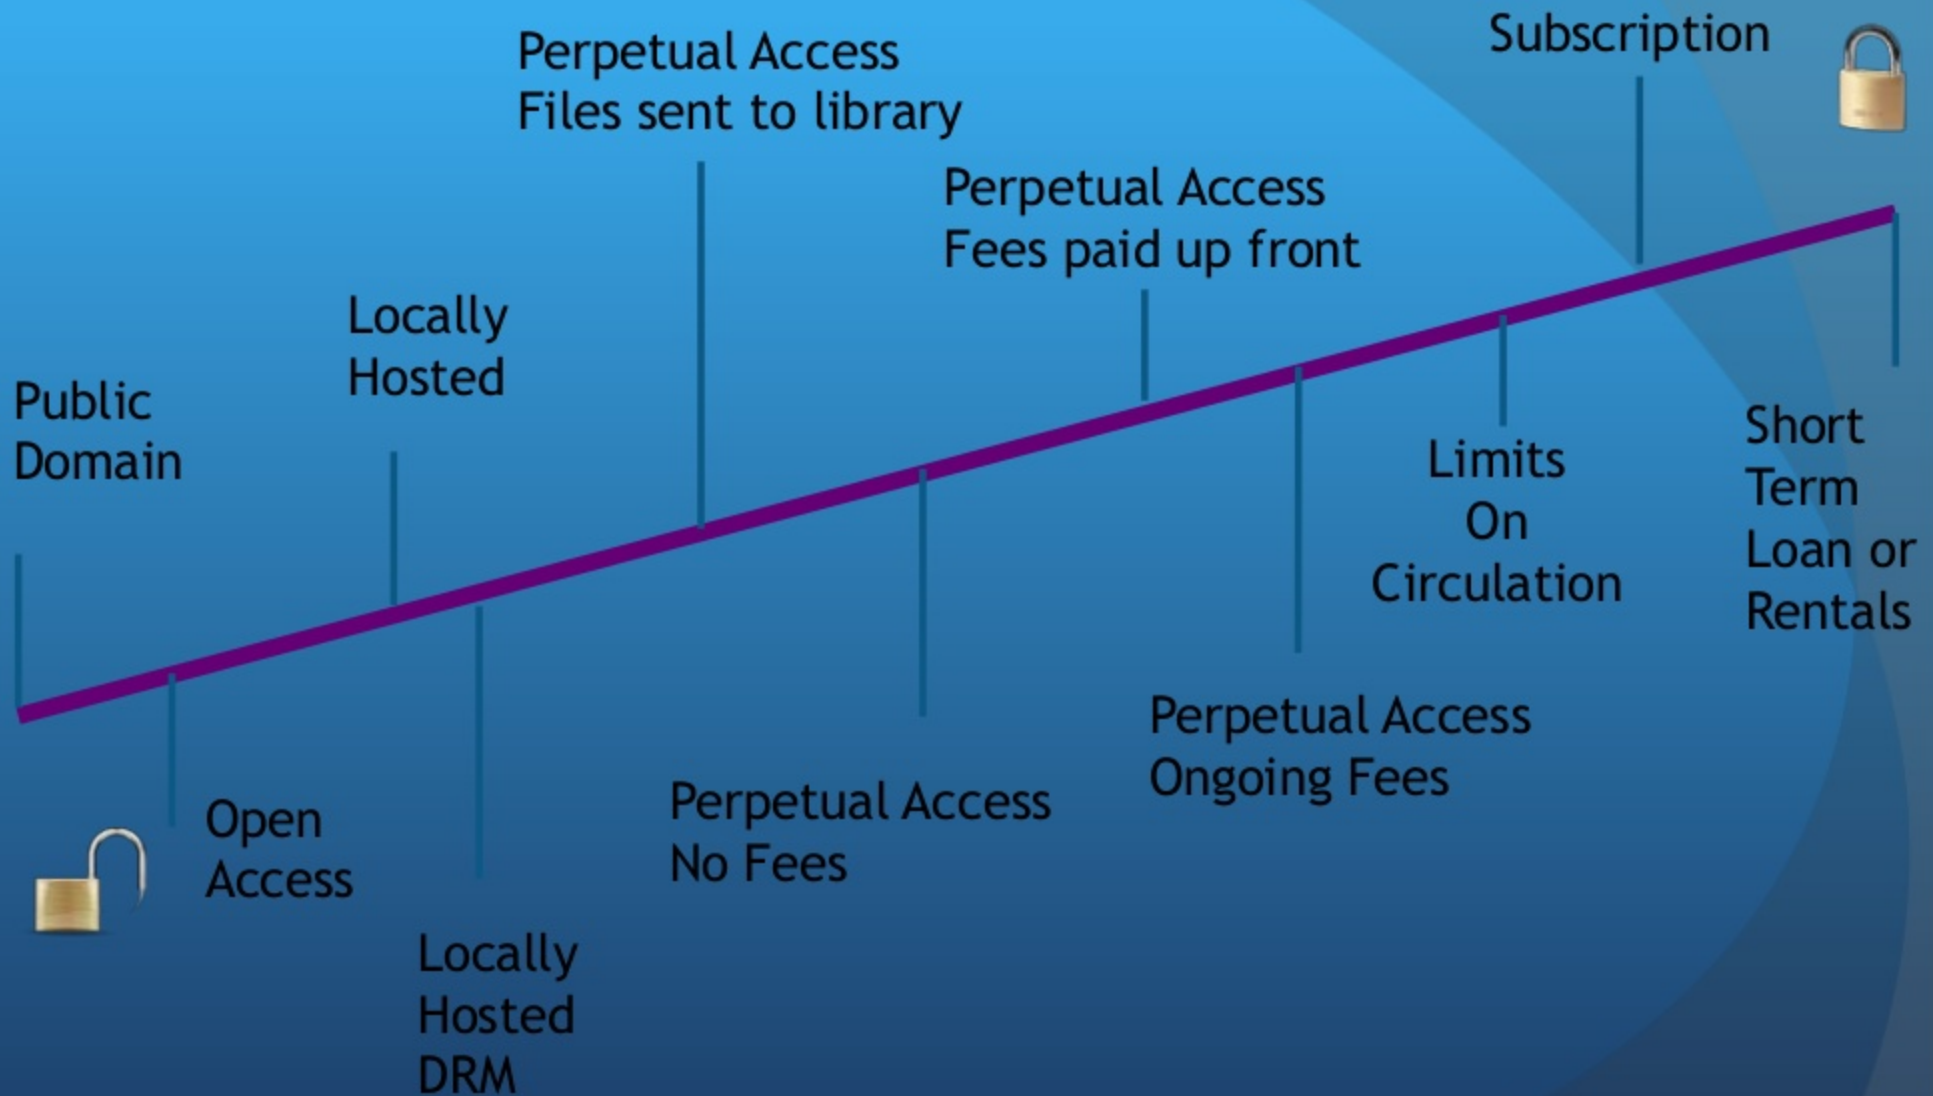 Perpetual Access
Files sent to library
Subscription
Perpetual Access
Fees paid up front
Locally
Hosted
Public
Domain
Short
Term
Loan or
Rentals
Limits
On
Circulation
Perpetual Access
Ongoing Fees
Perpetual Access
No Fees
Open
Access
Locally
Hosted
DRM